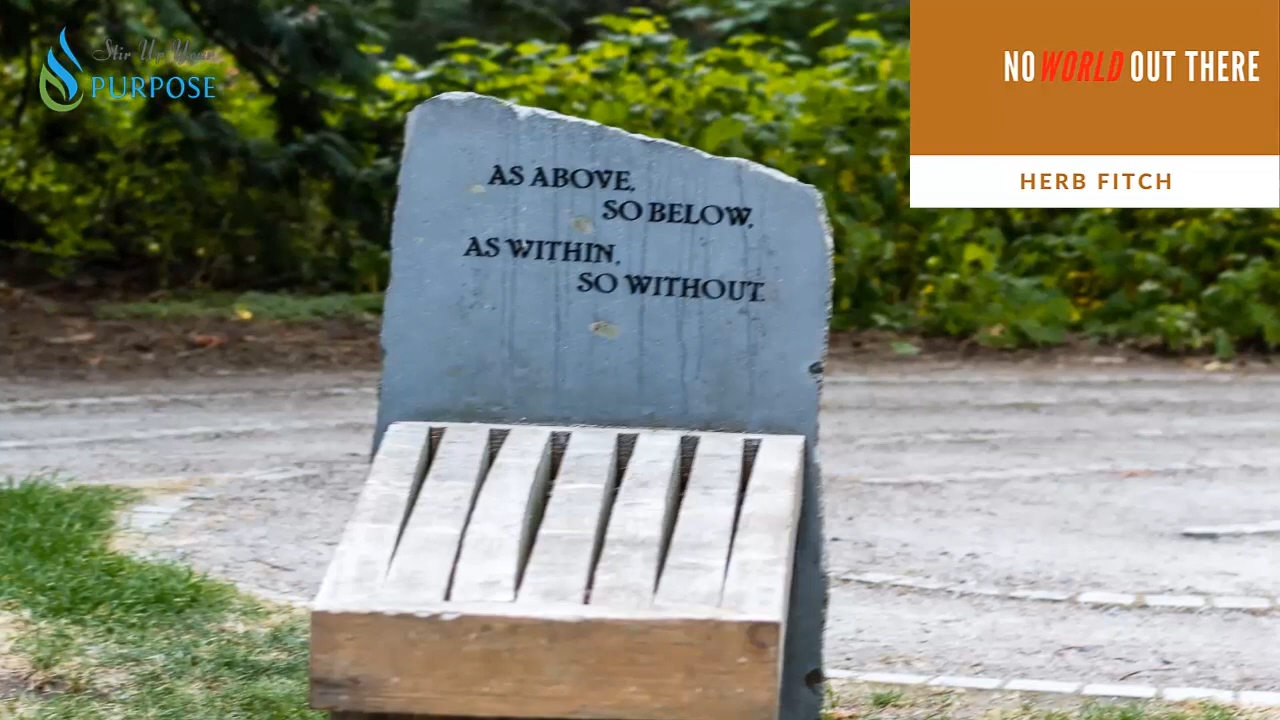 Stir Up Your
PURPOSE
NO WORLD OUT THERE
HERB FITCH
AS ABOVE,
SO BELOW,
AS WITHIN,
SO WITHOUT.